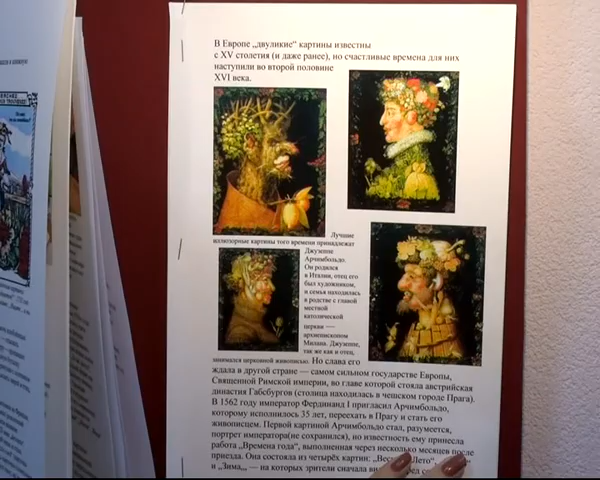 В Европе „двуликие“ картины известны
с XV столетия (и даже ранее), но счастливые времена для них
наступили во второй половине
XVI века.
Лучшие
иллюзорные картины того времени принадлежат
Джузеппе
Арчимбольдо.
Он родился
в Италии, отец его
был художником,
и семья находилась
в родстве с главой
местной
католической
церкви —
архиепископом
Милана. Джузеппе,
так же как и отец,
занимался церковной живописью. Но слава его
ждала в другой стране — самом сильном государстве Европы,
Священной Римской империи, во главе которой стояла австрийская
династия Габсбургов (столица находилась в чешском городе Прага).
В 1562 году император Фердинанд I пригласил Арчимбольдо,
которому исполнилось 35 лет, переехать в Прагу и стать его
живописцем. Первой картиной Арчимбольдо стал, разумеется,
портрет императора(не сохранился), но известность ему принесла
работа „Времена года“, выполненная через несколько месяцев после
приезда. Она состояла из четырёх картин: „Лето“,
и „Зима„, — на которых зрители сначала